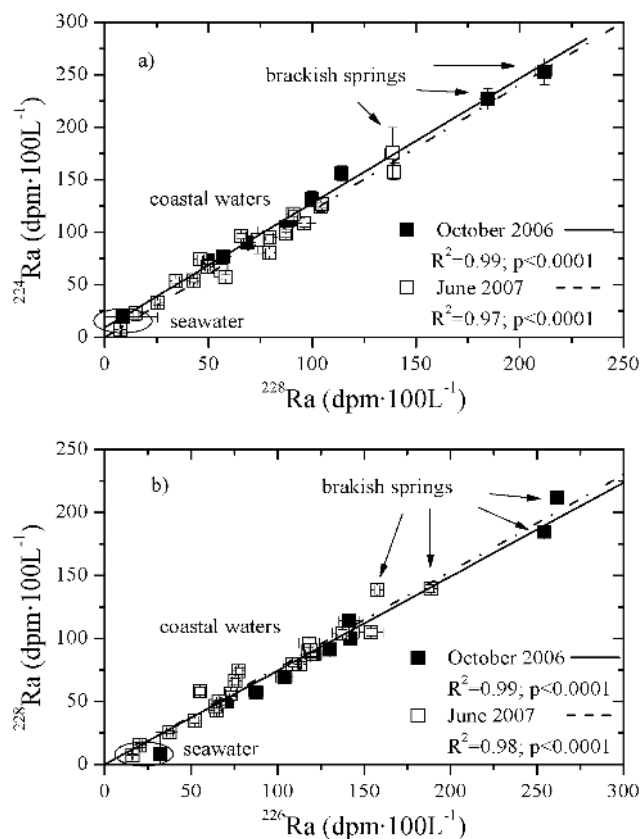 300
a)
250
brackish springs
200
150
coastal waters
100
October 2006
R²=0.99; p<0.0001
50
June 2007
seawater
R²=0.97; p<0.0001
0
0 50 100 150 200 250
²²⁴Ra (dpm·100L⁻¹)
²²⁸Ra (dpm·100L⁻¹)
250
b)
brakish springs
200
150
coastal waters
100
October 2006
R²=0.99; p<0.0001
50
June 2007
seawater
R²=0.98; p<0.0001
0
0 50 100 150 200 250 300
²²⁸Ra (dpm·100L⁻¹)
²²⁶Ra (dpm·100L⁻¹)